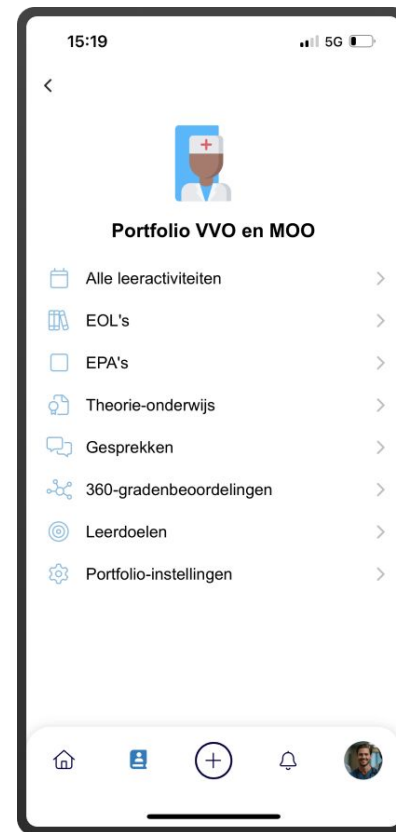 15:19
5G
Portfolio VVO en MOO
Alle leeractiviteiten
EOL's
EPA's
Theorie-onderwijs
Gesprekken
360-gradenbeoordelingen
Leerdoelen
Portfolio-instellingen